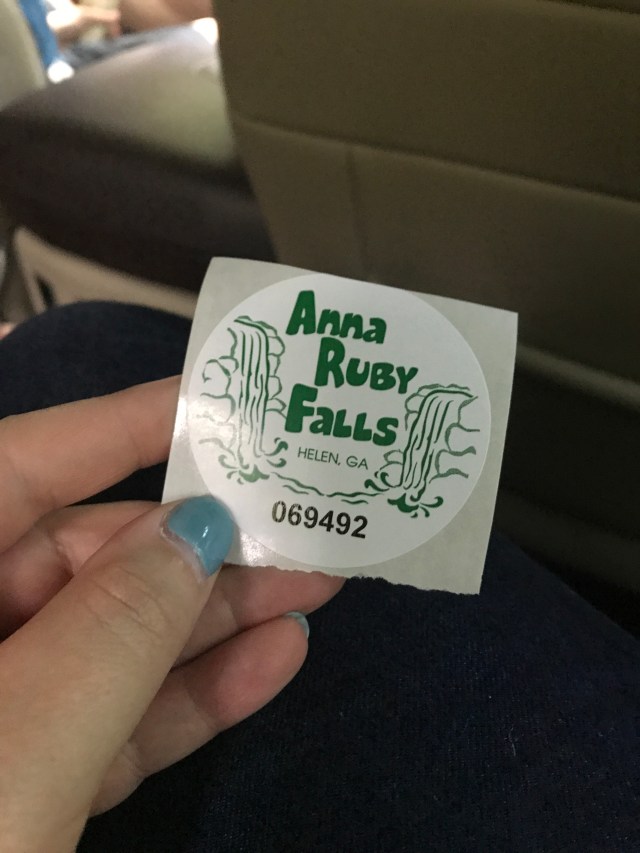 Anna
Ruby
Falls
HELEN, GA
069492